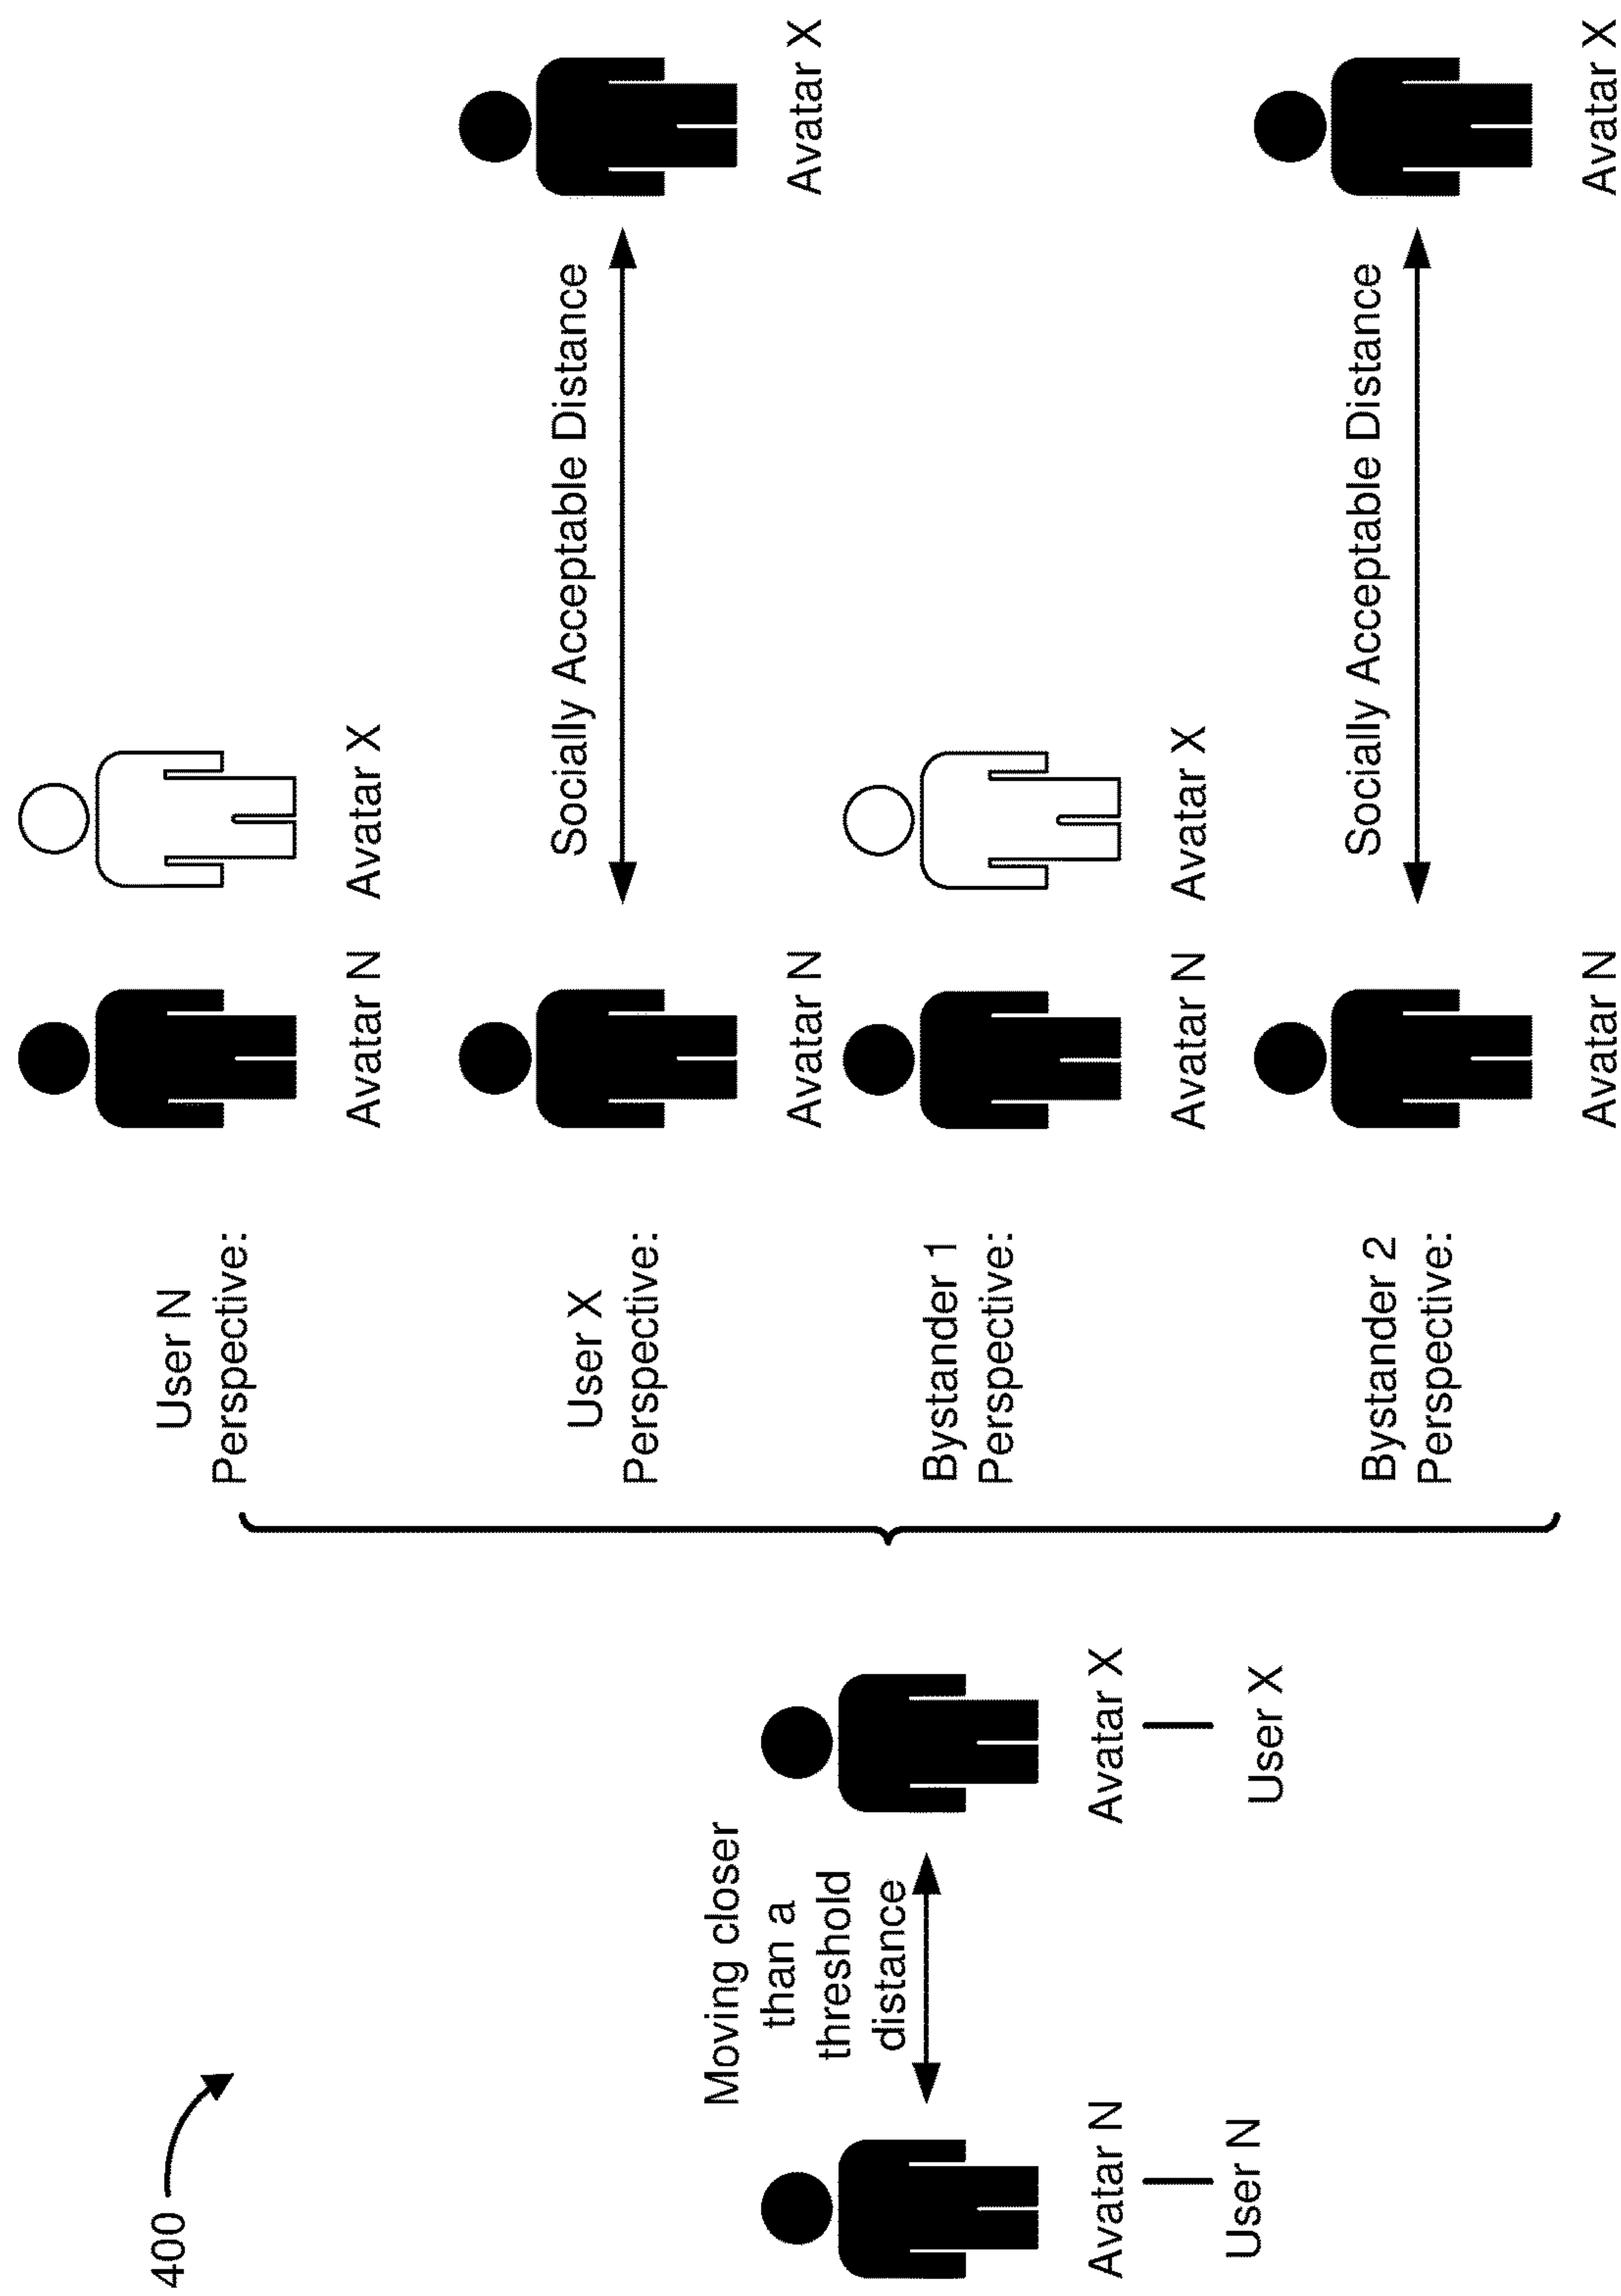 400
Moving closer
than a
threshold
distance
Avatar N
User N
Avatar X
User X
User N
Perspective:
Avatar N
Avatar X
User X
Perspective:
Socially Acceptable Distance
Avatar N
Avatar X
Bystander 1
Perspective:
Avatar N
Avatar X
Bystander 2
Perspective:
Socially Acceptable Distance
Avatar N
Avatar X